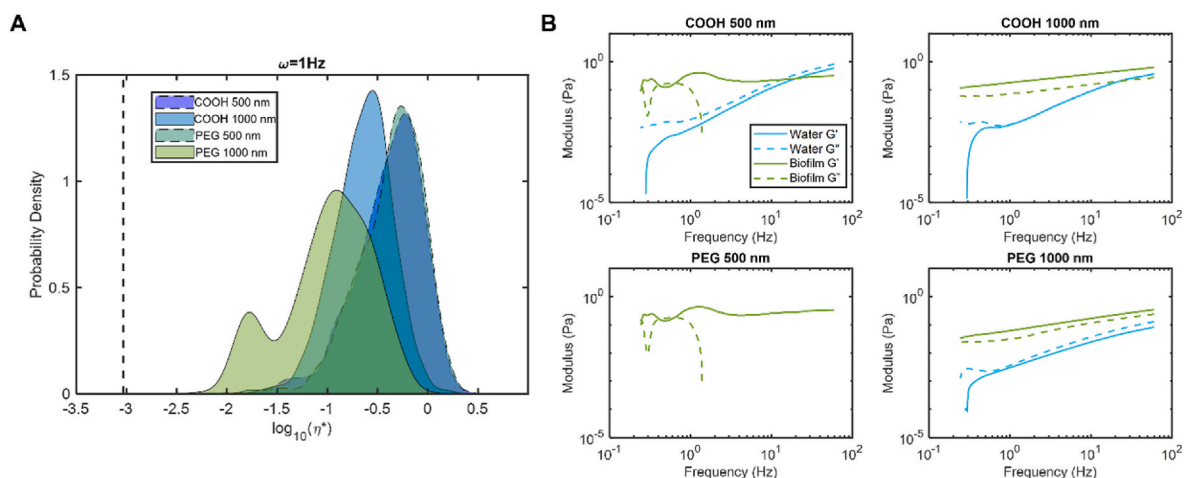 A
ω=1Hz
Probability Density
1.5
1
0.5
0
COOH 500 nm
COOH 1000 nm
PEG 500 nm
PEG 1000 nm
-3.5 -3 -2.5 -2 -1.5 -1 -0.5 0 0.5
log10(η*)
B
COOH 500 nm
Modulus (Pa)
10^0
10^-5
Water G'
Water G"
Biofilm G'
Biofilm G"
10^-1 10^0 10^1 10^2
Frequency (Hz)
COOH 1000 nm
Modulus (Pa)
10^0
10^-5
10^-1 10^0 10^1 10^2
Frequency (Hz)
PEG 500 nm
Modulus (Pa)
10^0
10^-5
10^-1 10^0 10^1 10^2
Frequency (Hz)
PEG 1000 nm
Modulus (Pa)
10^0
10^-5
10^-1 10^0 10^1 10^2
Frequency (Hz)